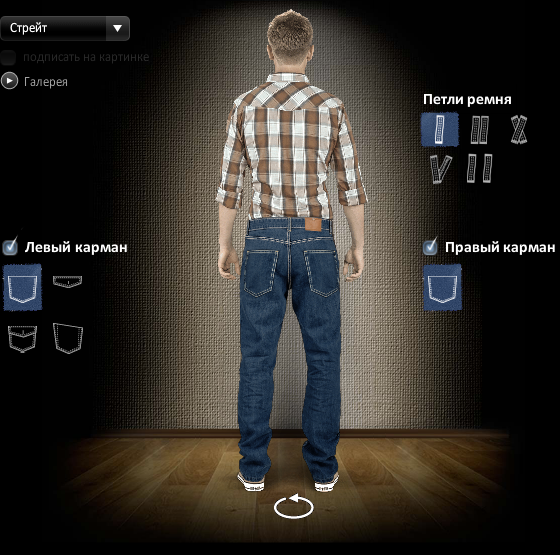 Стрейт
подписать на картинке
Галерея
Петли ремня
Левый карман
Правый карман